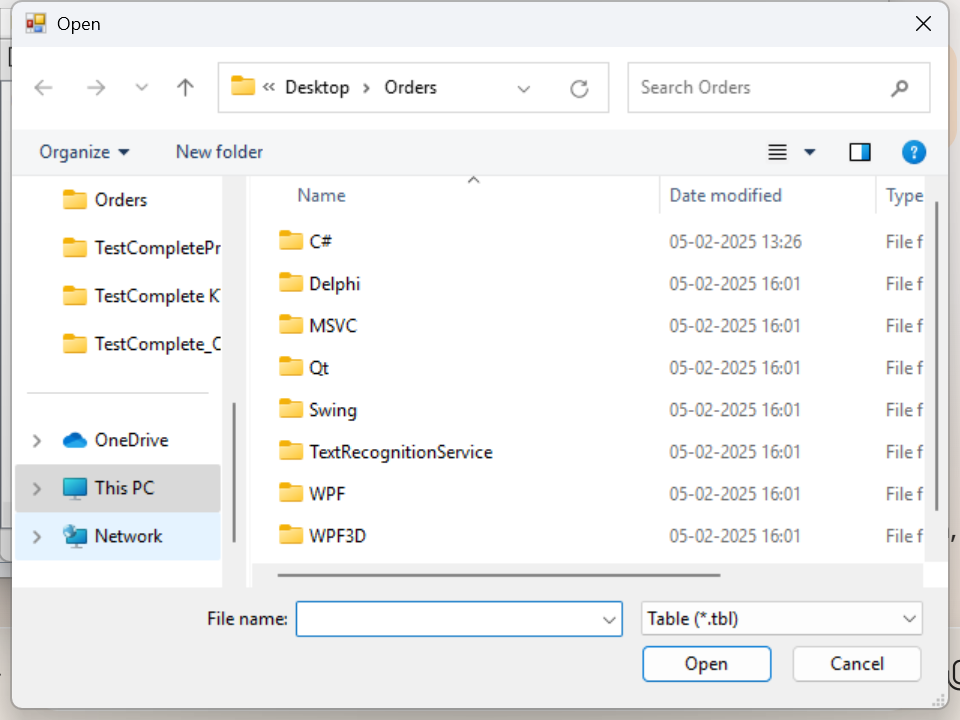 Open
« Desktop › Orders
Search Orders
Organize
New folder
Orders
TestCompletePr
TestComplete K
TestComplete_C
OneDrive
This PC
Network
Name Date modified Type
C# 05-02-2025 13:26 File f
Delphi 05-02-2025 16:01 File f
MSVC 05-02-2025 16:01 File f
Qt 05-02-2025 16:01 File f
Swing 05-02-2025 16:01 File f
TextRecognitionService 05-02-2025 16:01 File f
WPF 05-02-2025 16:01 File f
WPF3D 05-02-2025 16:01 File f
File name:
Table (*.tbl)
Open
Cancel